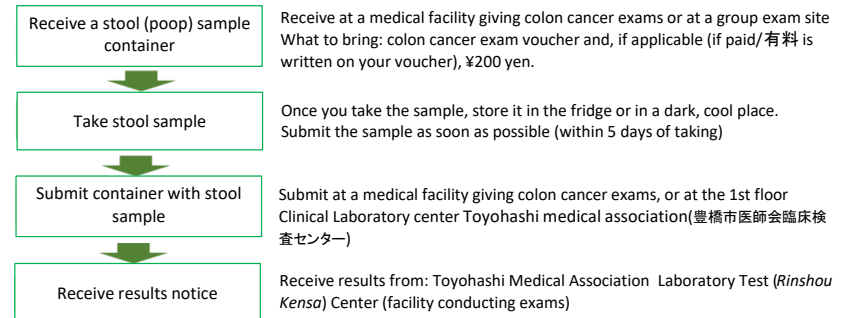 Receive a stool (poop) sample
container
Receive at a medical facility giving colon cancer exams or at a group exam site
What to bring: colon cancer exam voucher and, if applicable (if paid/有料 is
written on your voucher), ¥200 yen.
Take stool sample
Once you take the sample, store it in the fridge or in a dark, cool place.
Submit the sample as soon as possible (within 5 days of taking)
Submit container with stool
sample
Submit at a medical facility giving colon cancer exams, or at the 1st floor
Clinical Laboratory center Toyohashi medical association(豊橋市医師会臨床検
査センター)
Receive results notice
Receive results from: Toyohashi Medical Association Laboratory Test (Rinshou
Kensa) Center (facility conducting exams)